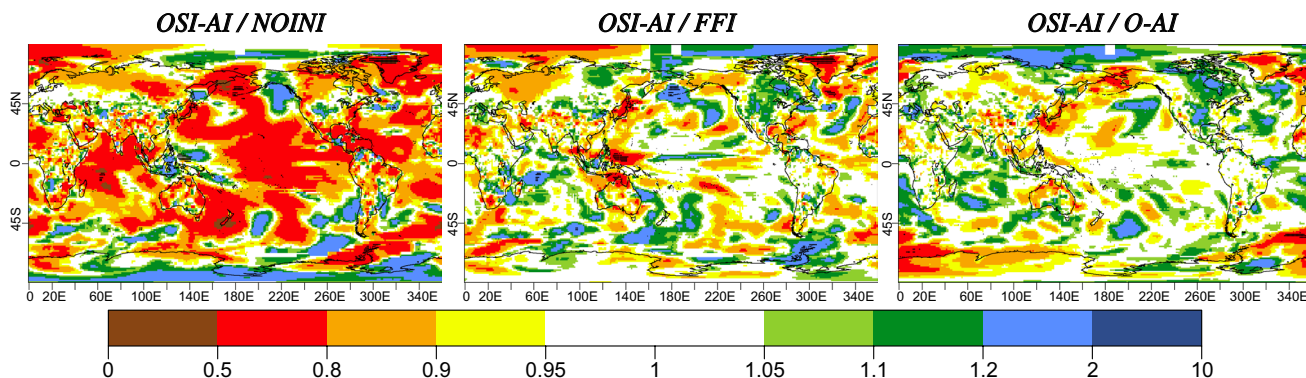 OSI-AI / NOINI OSI-AI / FFI OSI-AI / O-AI
45N 45N 45N
0 0 0
45S 45S 45S
0 20E 60E 100E 140E 180E 220E 260E 300E 340E 0 20E 60E 100E 140E 180E 220E 260E 300E 340E 0 20E 60E 100E 140E 180E 220E 260E 300E 340E
0 0.5 0.8 0.9 0.95 1 1.05 1.1 1.2 2 10